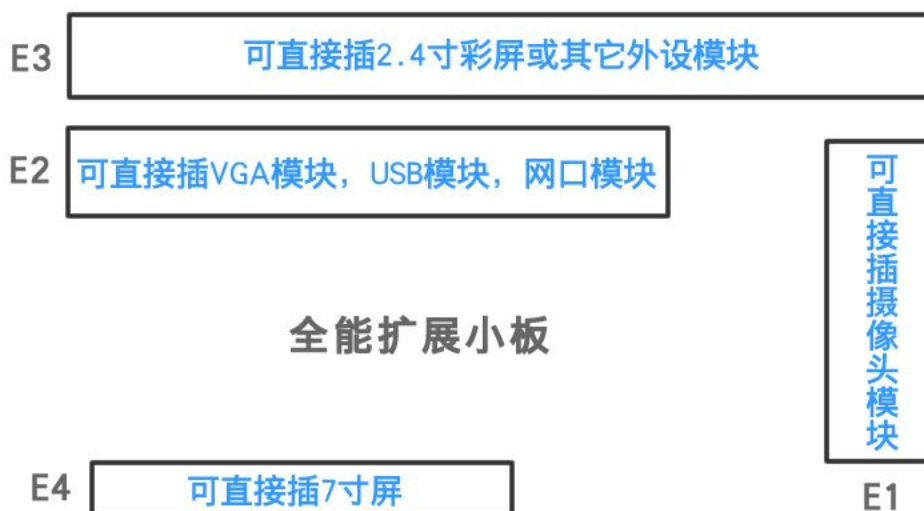 E3
可直接插2.4寸彩屏或其它外设模块
E2
可直接插VGA模块，USB模块，网口模块
可直接插摄像头模块
全能扩展小板
E4
可直接插7寸屏
E1